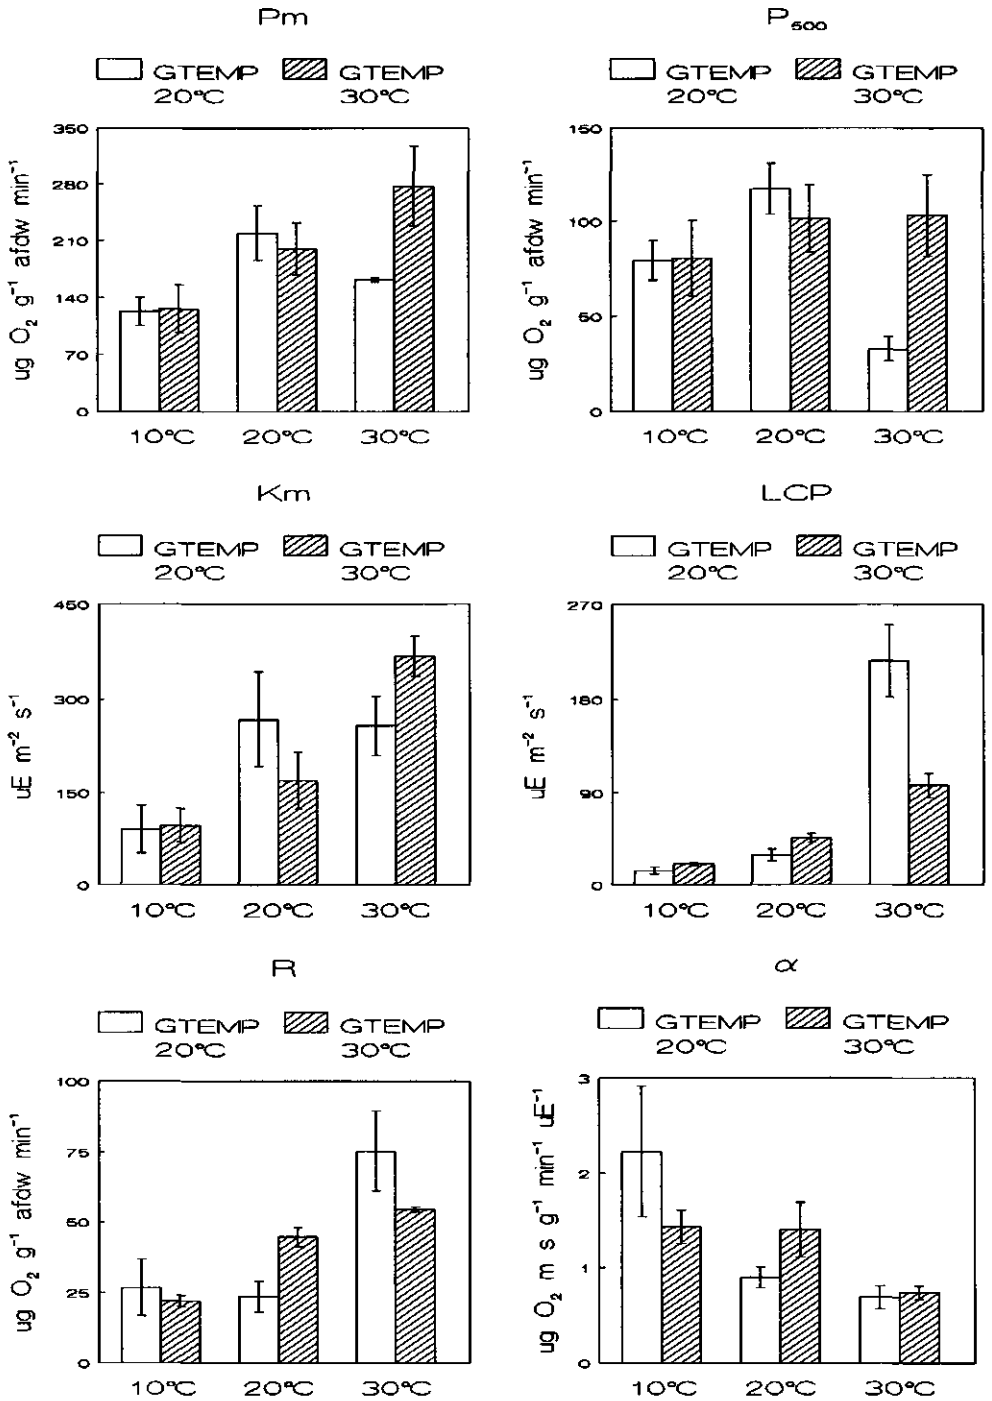 Pm
GTEMP 20°C GTEMP 30°C
350
280
210
140
70
0
ug O₂ g⁻¹ afdw min⁻¹
10°C 20°C 30°C
P₅₀₀
GTEMP 20°C GTEMP 30°C
150
100
50
0
ug O₂ g⁻¹ afdw min⁻¹
10°C 20°C 30°C
Km
GTEMP 20°C GTEMP 30°C
450
300
150
0
uE m⁻² s⁻¹
10°C 20°C 30°C
LCP
GTEMP 20°C GTEMP 30°C
270
180
90
0
uE m⁻² s⁻¹
10°C 20°C 30°C
R
GTEMP 20°C GTEMP 30°C
100
75
50
25
0
ug O₂ g⁻¹ afdw min⁻¹
10°C 20°C 30°C
α
GTEMP 20°C GTEMP 30°C
3
2
1
0
ug O₂ m s g⁻¹ min⁻¹ uE⁻¹
10°C 20°C 30°C